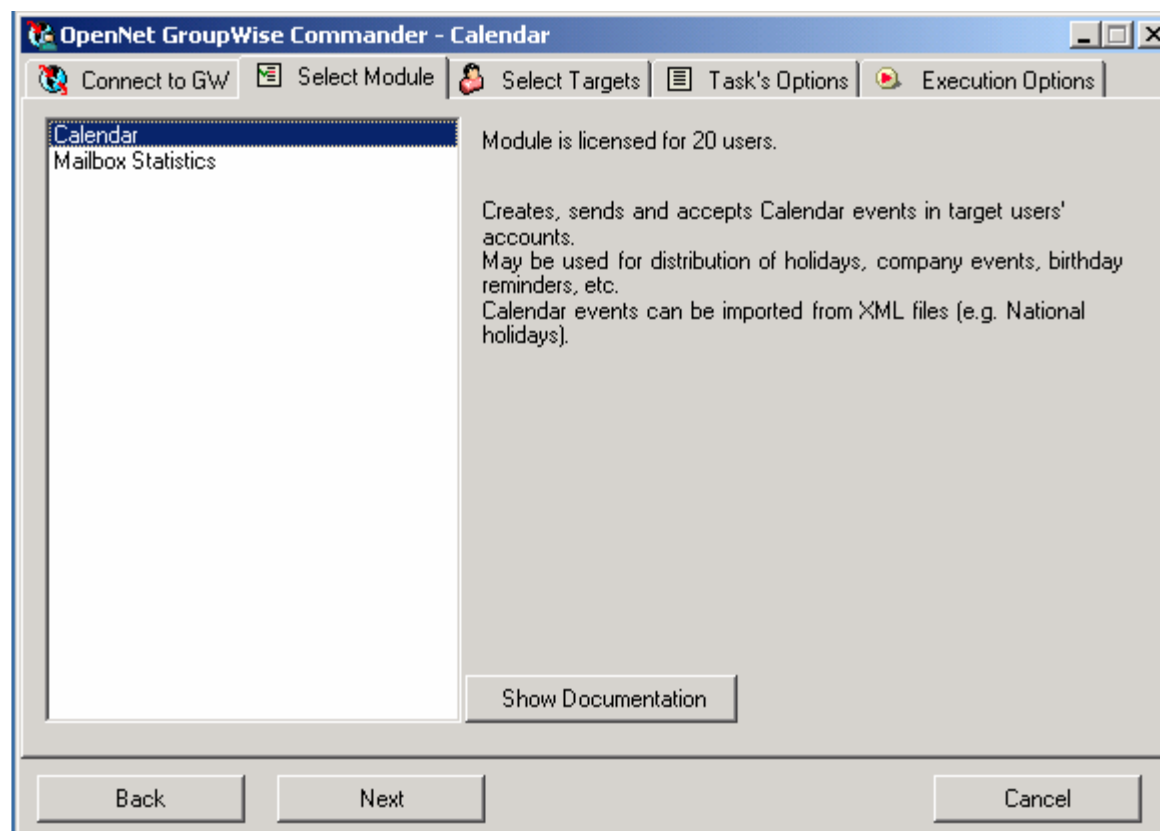 OpenNet GroupWise Commander - Calendar
Connect to GW
Select Module
Select Targets
Task's Options
Execution Options
Calendar
Mailbox Statistics
Module is licensed for 20 users.
Creates, sends and accepts Calendar events in target users'
accounts.
May be used for distribution of holidays, company events, birthday
reminders, etc.
Calendar events can be imported from XML files (e.g. National
holidays).
Show Documentation
Back
Next
Cancel